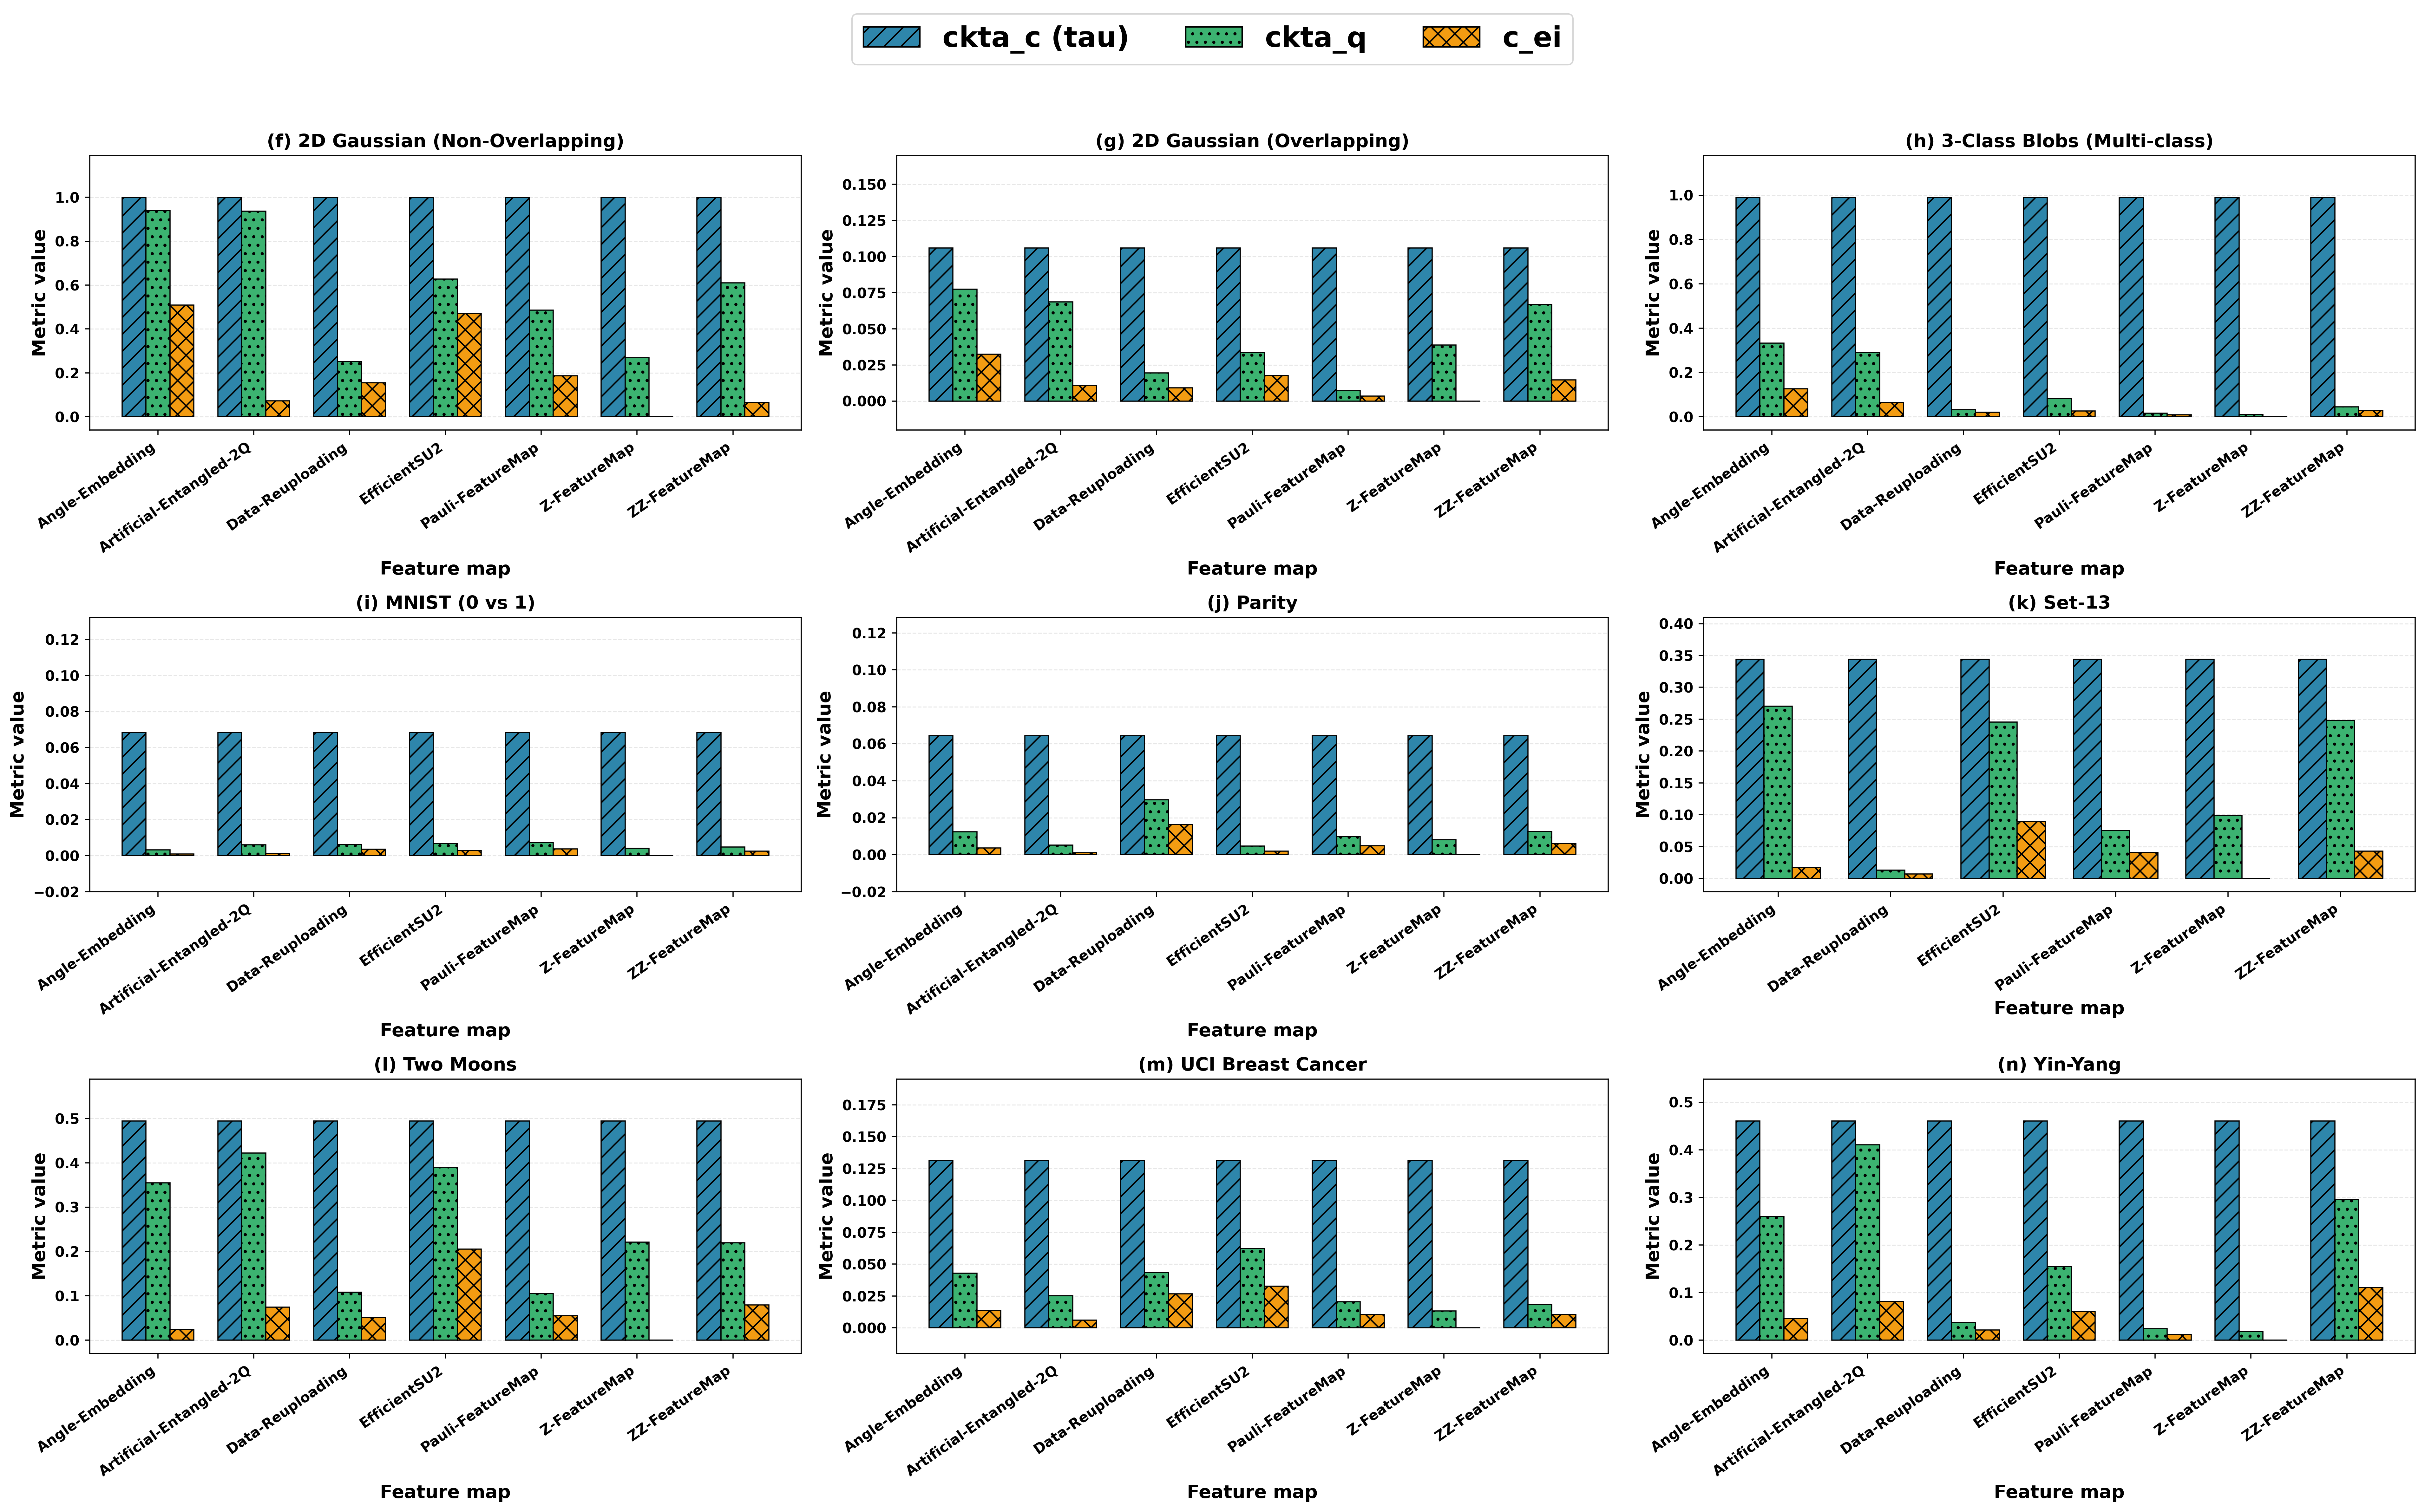 ckta_c (tau) ckta_q c_ei
(f) 2D Gaussian (Non-Overlapping)
Metric value
1.0
0.8
0.6
0.4
0.2
0.0
Angle-Embedding
Artificial-Entangled-2Q
Data-Reuploading
EfficientSU2
Pauli-FeatureMap
Z-FeatureMap
ZZ-FeatureMap
Feature map
(g) 2D Gaussian (Overlapping)
Metric value
0.150
0.125
0.100
0.075
0.050
0.025
0.000
Angle-Embedding
Artificial-Entangled-2Q
Data-Reuploading
EfficientSU2
Pauli-FeatureMap
Z-FeatureMap
ZZ-FeatureMap
Feature map
(h) 3-Class Blobs (Multi-class)
Metric value
1.0
0.8
0.6
0.4
0.2
0.0
Angle-Embedding
Artificial-Entangled-2Q
Data-Reuploading
EfficientSU2
Pauli-FeatureMap
Z-FeatureMap
ZZ-FeatureMap
Feature map
(i) MNIST (0 vs 1)
Metric value
0.12
0.10
0.08
0.06
0.04
0.02
0.00
−0.02
Angle-Embedding
Artificial-Entangled-2Q
Data-Reuploading
EfficientSU2
Pauli-FeatureMap
Z-FeatureMap
ZZ-FeatureMap
Feature map
(j) Parity
Metric value
0.12
0.10
0.08
0.06
0.04
0.02
0.00
−0.02
Angle-Embedding
Artificial-Entangled-2Q
Data-Reuploading
EfficientSU2
Pauli-FeatureMap
Z-FeatureMap
ZZ-FeatureMap
Feature map
(k) Set-13
Metric value
0.40
0.35
0.30
0.25
0.20
0.15
0.10
0.05
0.00
Angle-Embedding
Data-Reuploading
EfficientSU2
Pauli-FeatureMap
Z-FeatureMap
ZZ-FeatureMap
Feature map
(l) Two Moons
Metric value
0.5
0.4
0.3
0.2
0.1
0.0
Angle-Embedding
Artificial-Entangled-2Q
Data-Reuploading
EfficientSU2
Pauli-FeatureMap
Z-FeatureMap
ZZ-FeatureMap
Feature map
(m) UCI Breast Cancer
Metric value
0.175
0.150
0.125
0.100
0.075
0.050
0.025
0.000
Angle-Embedding
Artificial-Entangled-2Q
Data-Reuploading
EfficientSU2
Pauli-FeatureMap
Z-FeatureMap
ZZ-FeatureMap
Feature map
(n) Yin-Yang
Metric value
0.5
0.4
0.3
0.2
0.1
0.0
Angle-Embedding
Artificial-Entangled-2Q
Data-Reuploading
EfficientSU2
Pauli-FeatureMap
Z-FeatureMap
ZZ-FeatureMap
Feature map